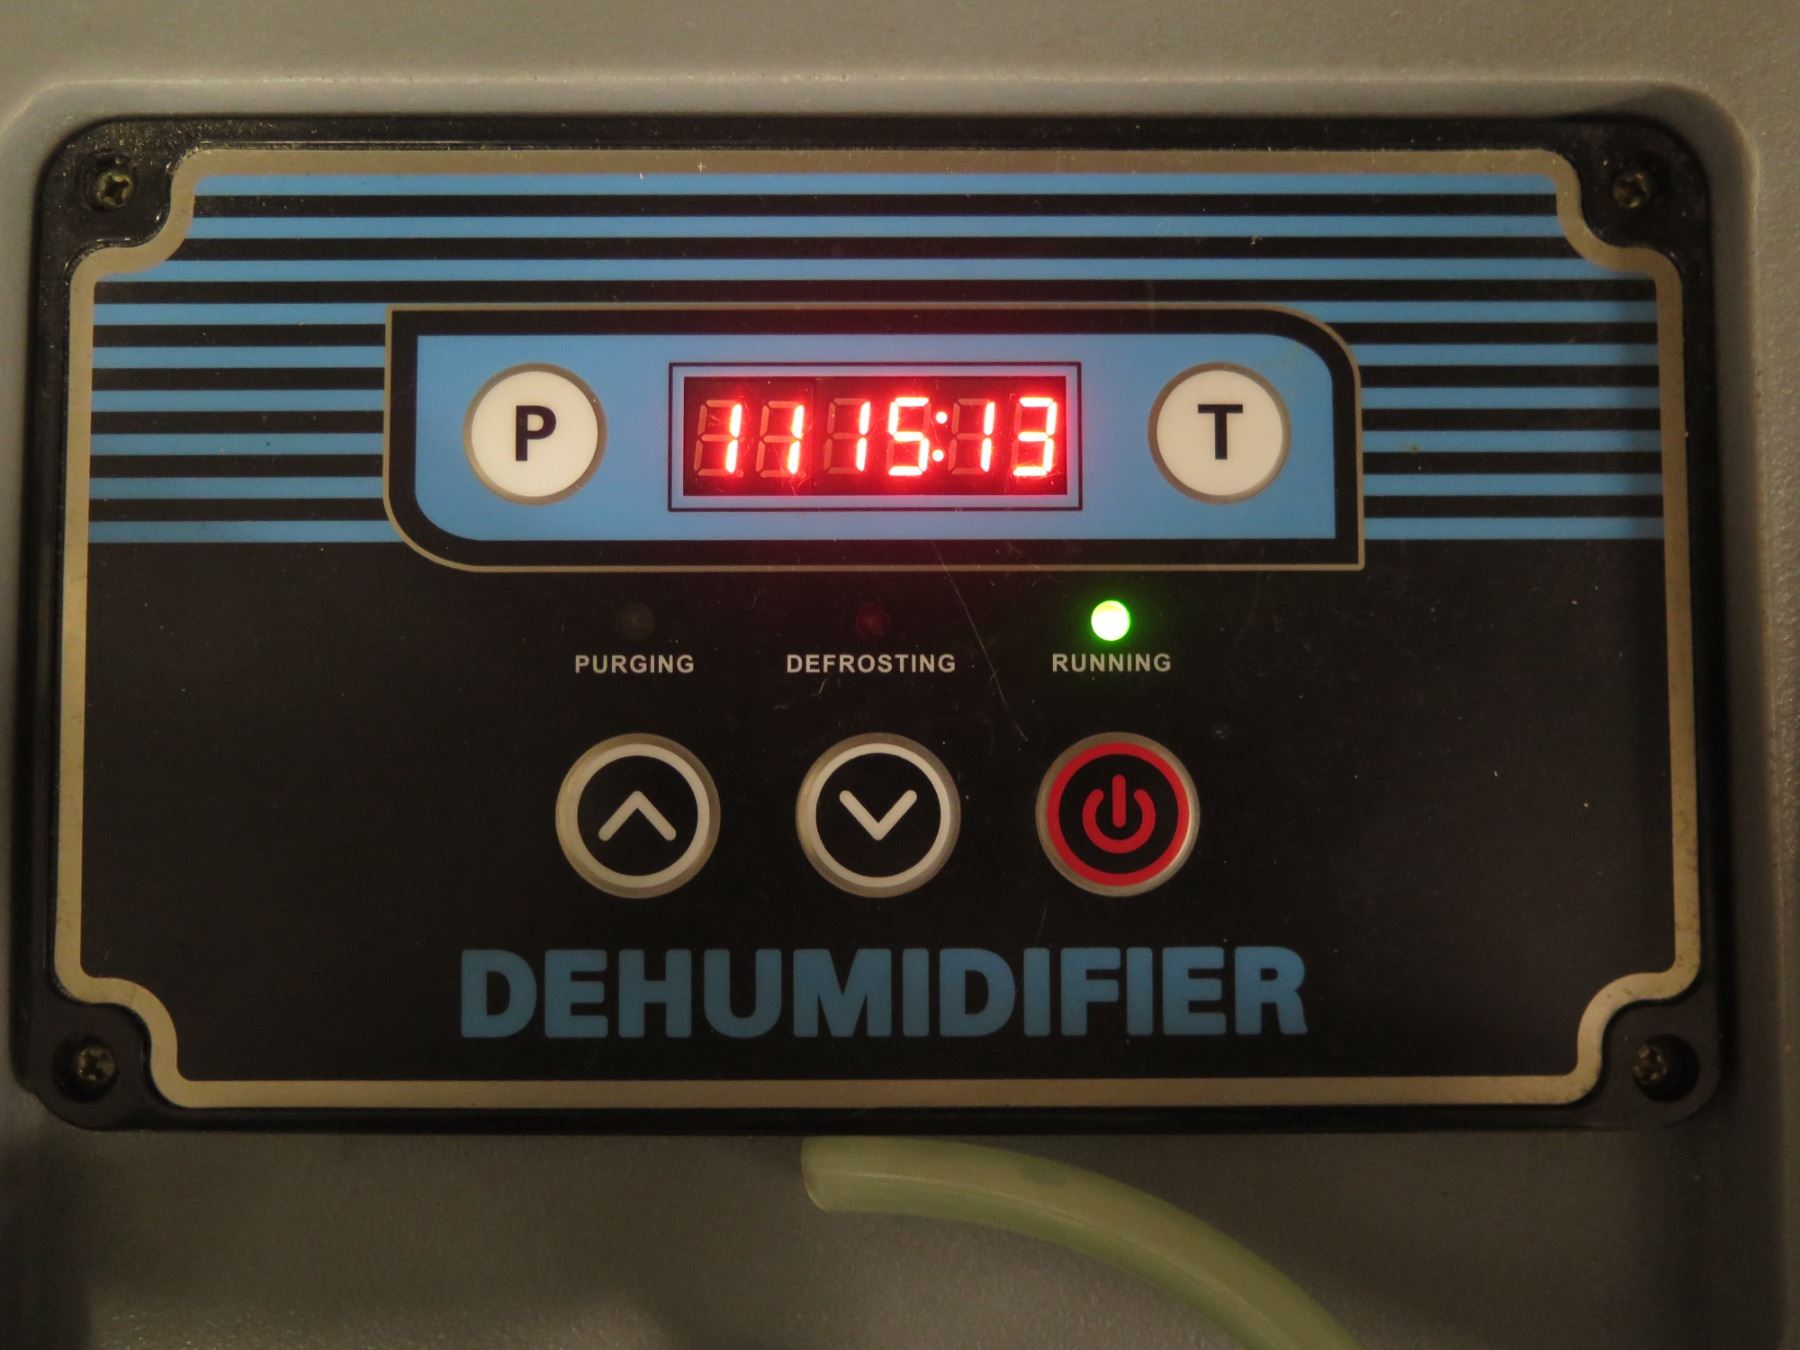 P 1115:13 T
PURGING DEFROSTING RUNNING
DEHUMIDIFIER